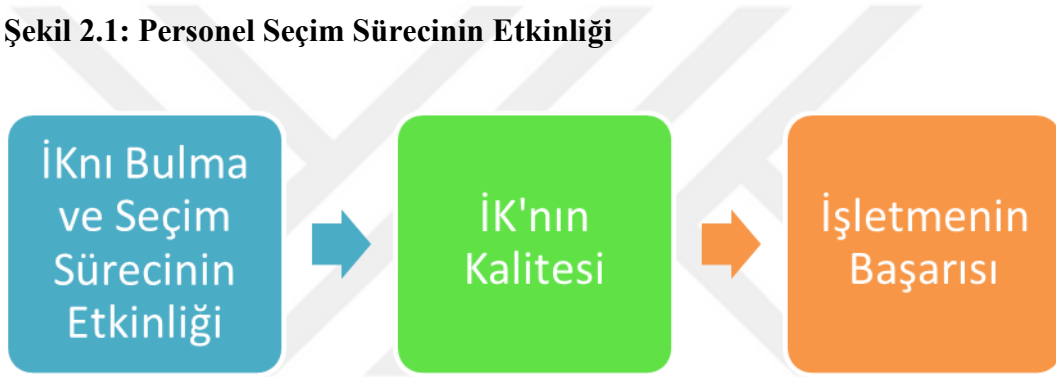 Şekil 2.1: Personel Seçim Sürecinin Etkinliği
İKnı Bulma
ve Seçim
Sürecinin
Etkinliği
İK'nın
Kalitesi
İşletmenin
Başarısı